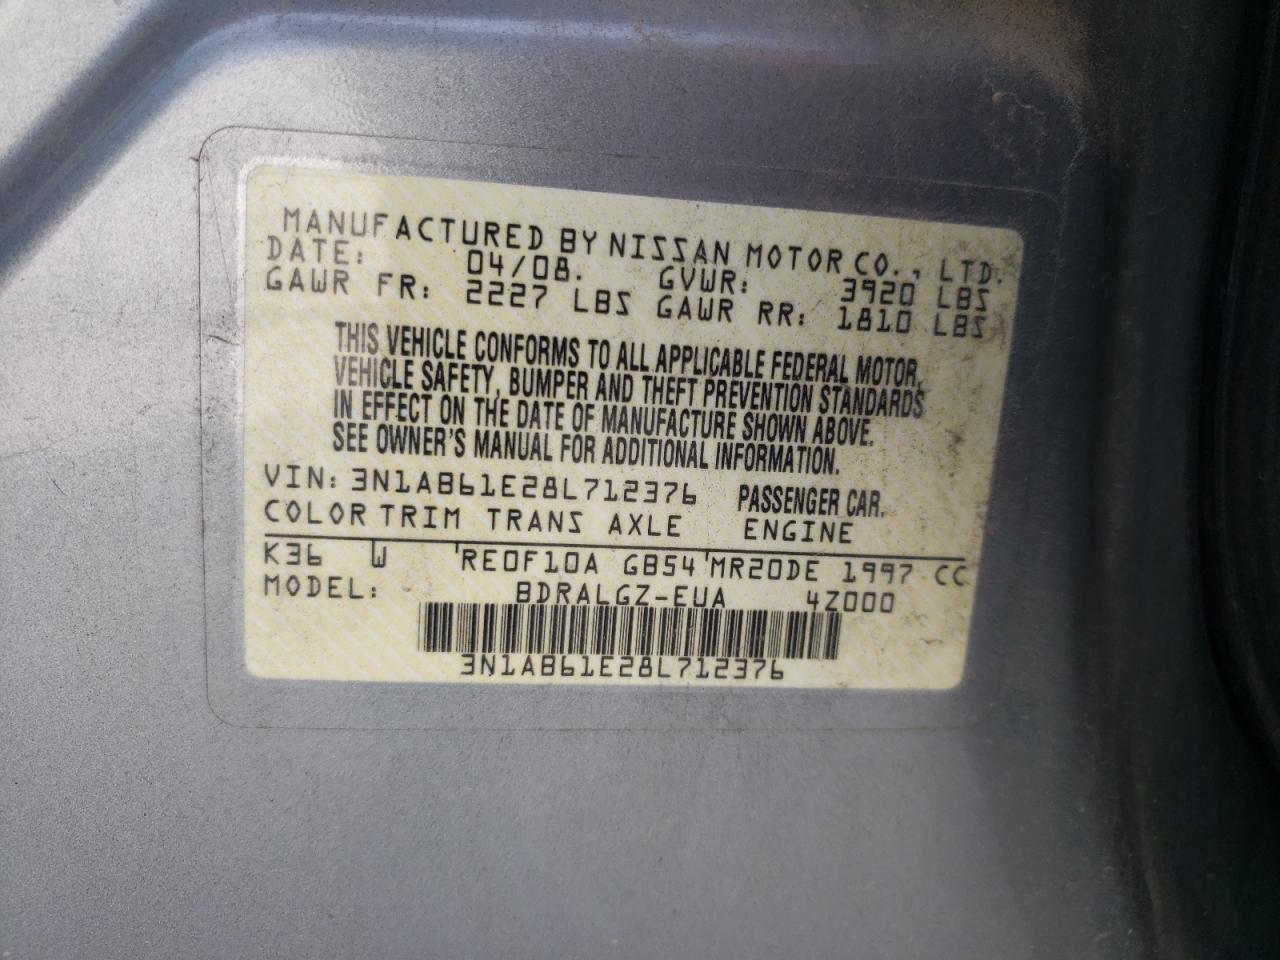 MANUFACTURED BY NISSAN MOTOR CO., LTD.
DATE: 04/08. GVWR: 3920 LBS
GAWR FR: 2227 LBS GAWR RR: 1810 LBS
THIS VEHICLE CONFORMS TO ALL APPLICABLE FEDERAL MOTOR,
VEHICLE SAFETY, BUMPER AND THEFT PREVENTION STANDARDS
IN EFFECT ON THE DATE OF MANUFACTURE SHOWN ABOVE.
SEE OWNER'S MANUAL FOR ADDITIONAL INFORMATION.
VIN: 3N1AB61E28L712376 PASSENGER CAR.
COLOR TRIM TRANS AXLE ENGINE
K36 W 'RE0F10A GB54'MR20DE 1997 CC
MODEL: BDRALGZ-EUA 4Z000
3N1AB61E28L712376